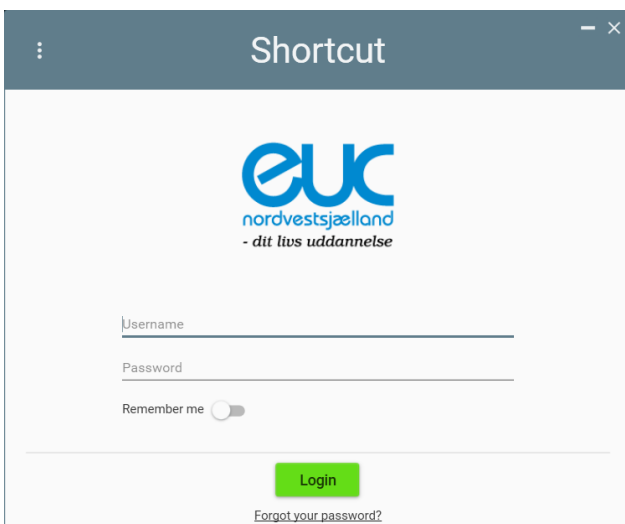 Shortcut
euc
nordvestsjælland
- dit livs uddannelse
Username
Password
Remember me
Login
Forgot your password?